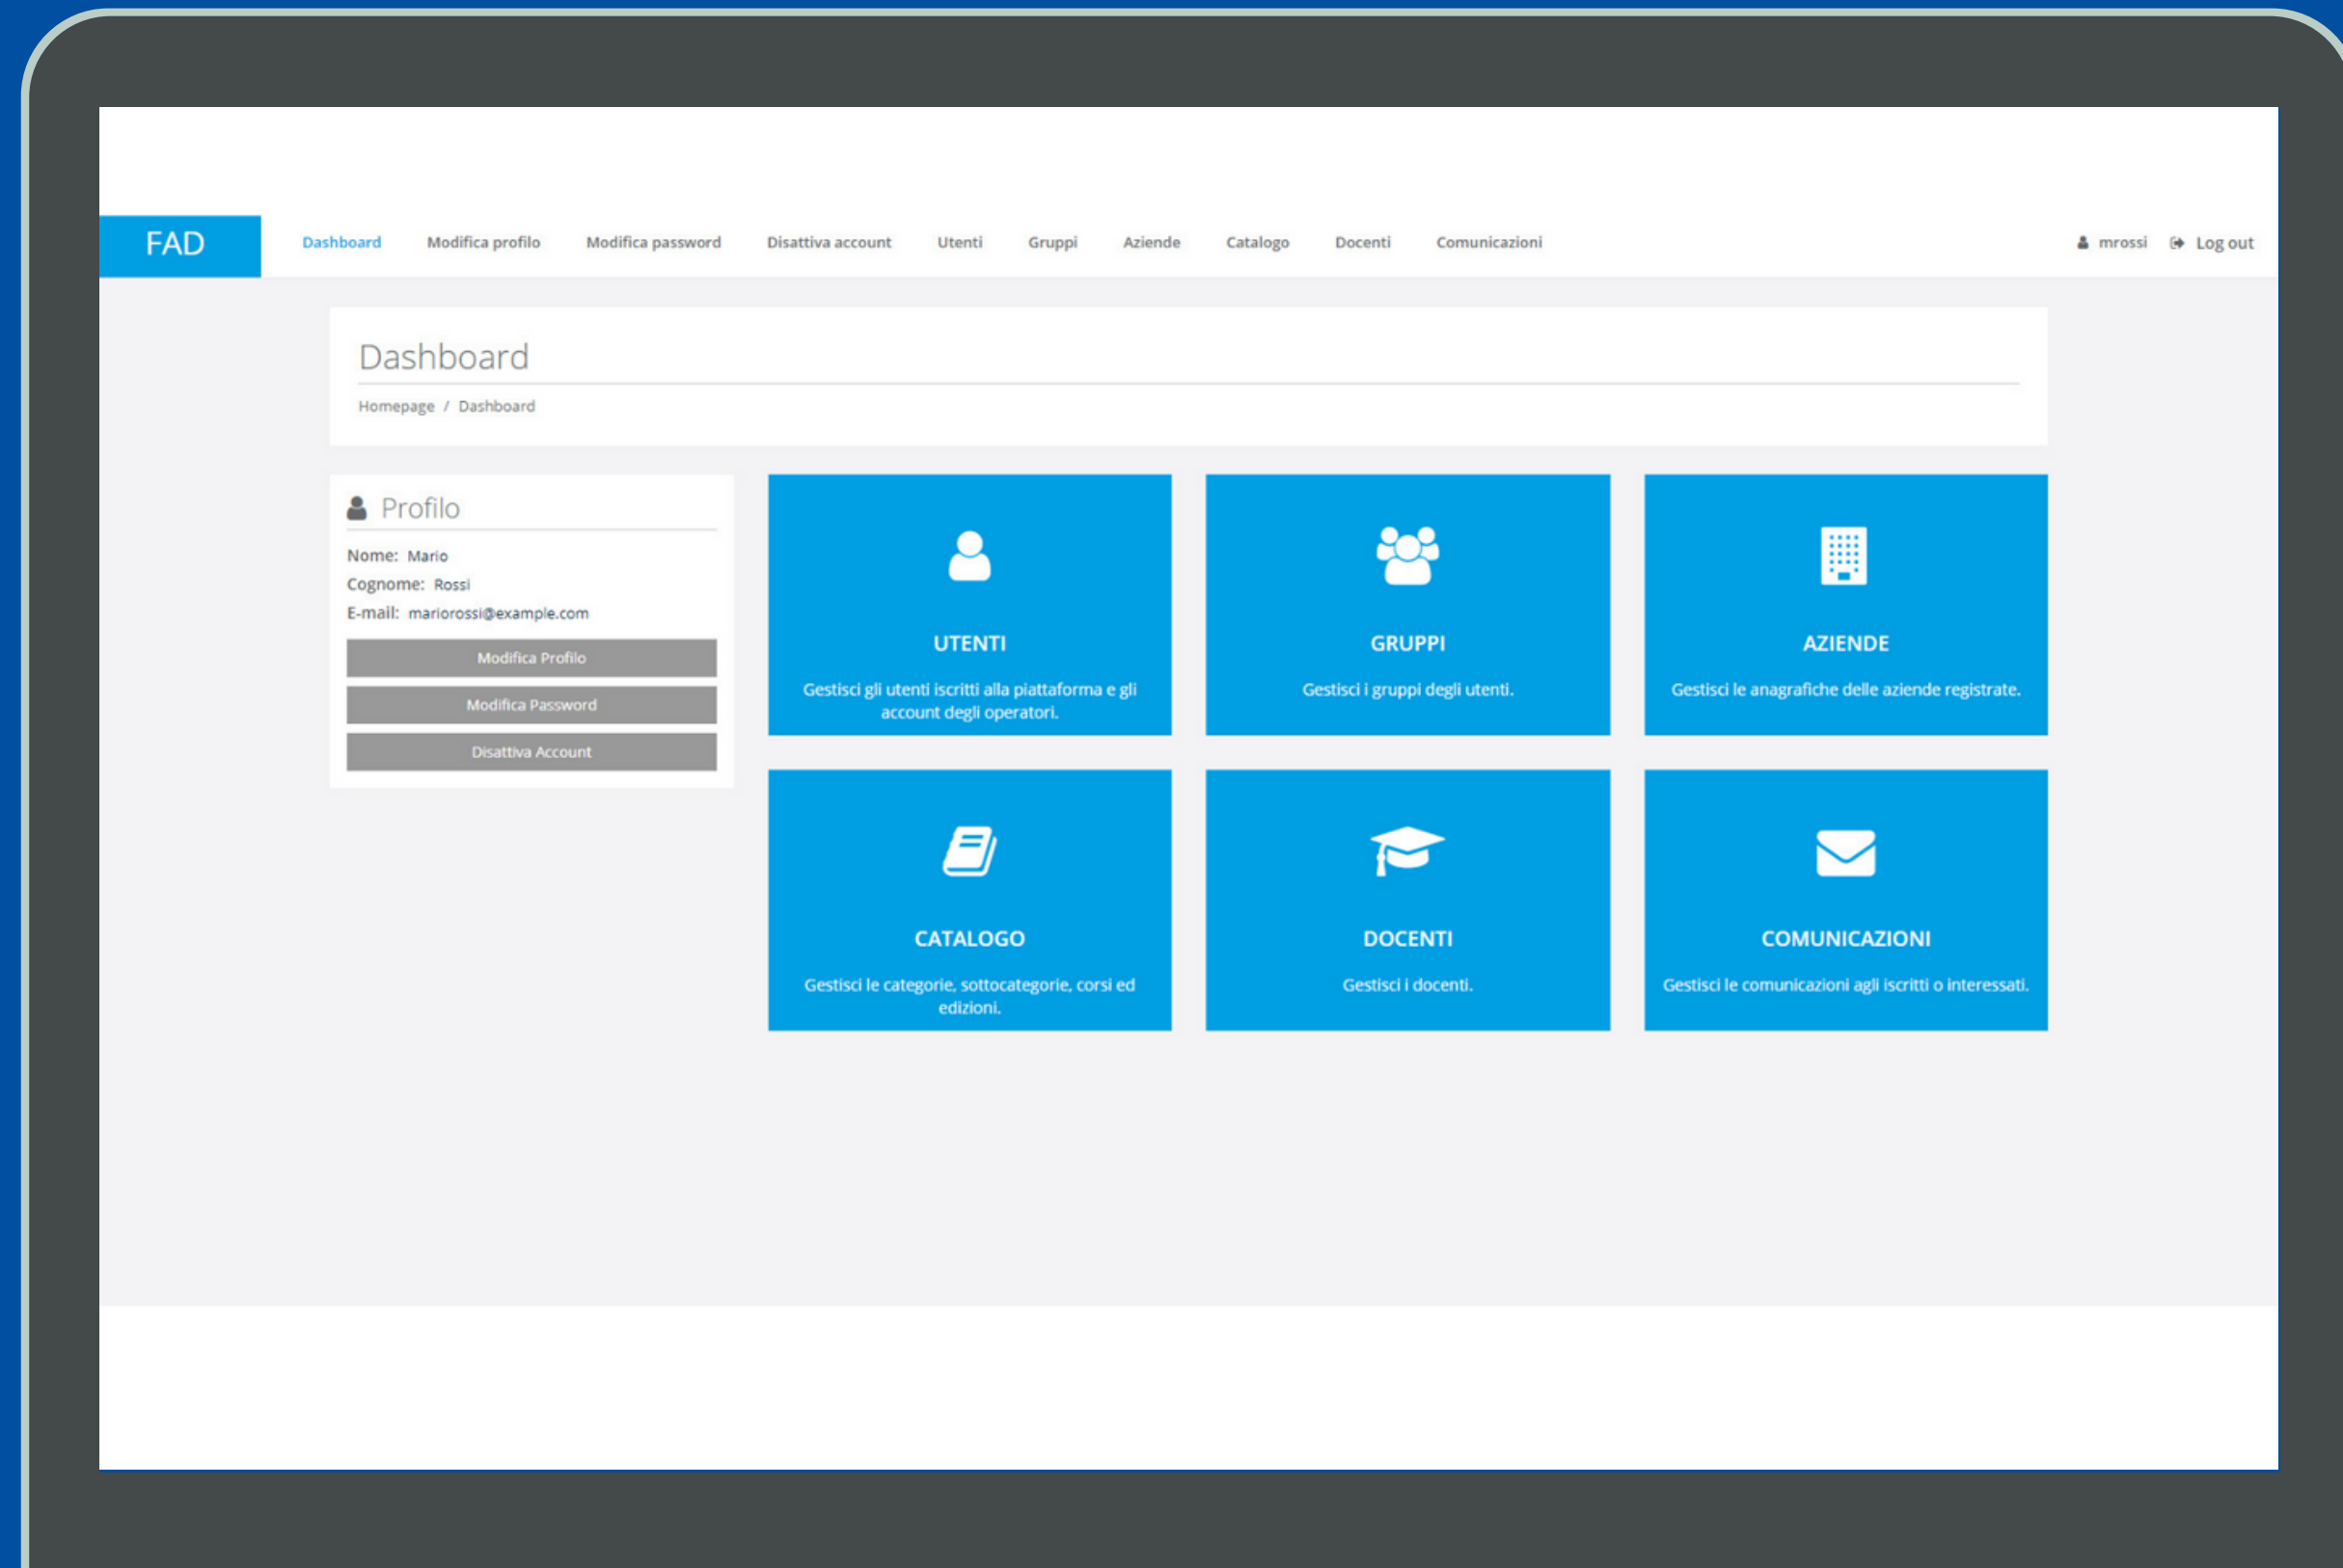 FAD
Dashboard Modifica profilo Modifica password Disattiva account Utenti Gruppi Aziende Catalogo Docenti Comunicazioni mrossi Log out
Dashboard
Homepage / Dashboard
Profilo
Nome: Mario
Cognome: Rossi
E-mail: mariorossi@example.com
Modifica Profilo
Modifica Password
Disattiva Account
UTENTI
Gestisci gli utenti iscritti alla piattaforma e gli
account degli operatori.
GRUPPI
Gestisci i gruppi degli utenti.
AZIENDE
Gestisci le anagrafiche delle aziende registrate.
CATALOGO
Gestisci le categorie, sottocategorie, corsi ed
edizioni.
DOCENTI
Gestisci i docenti.
COMUNICAZIONI
Gestisci le comunicazioni agli iscritti o interessati.